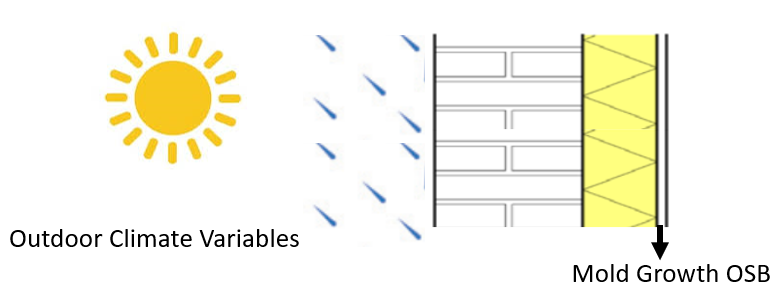 Outdoor Climate Variables
Mold Growth OSB